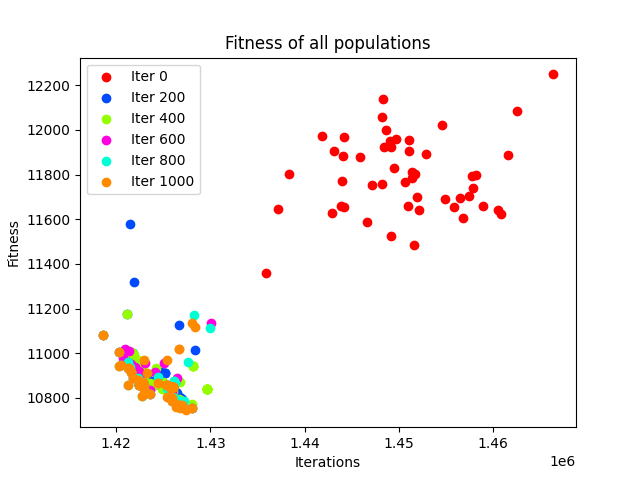 Fitness of all populations
Fitness
12200
12000
11800
11600
11400
11200
11000
10800
Iter 0
Iter 200
Iter 400
Iter 600
Iter 800
Iter 1000
1.42 1.43 1.44 1.45 1.46
1e6
Iterations